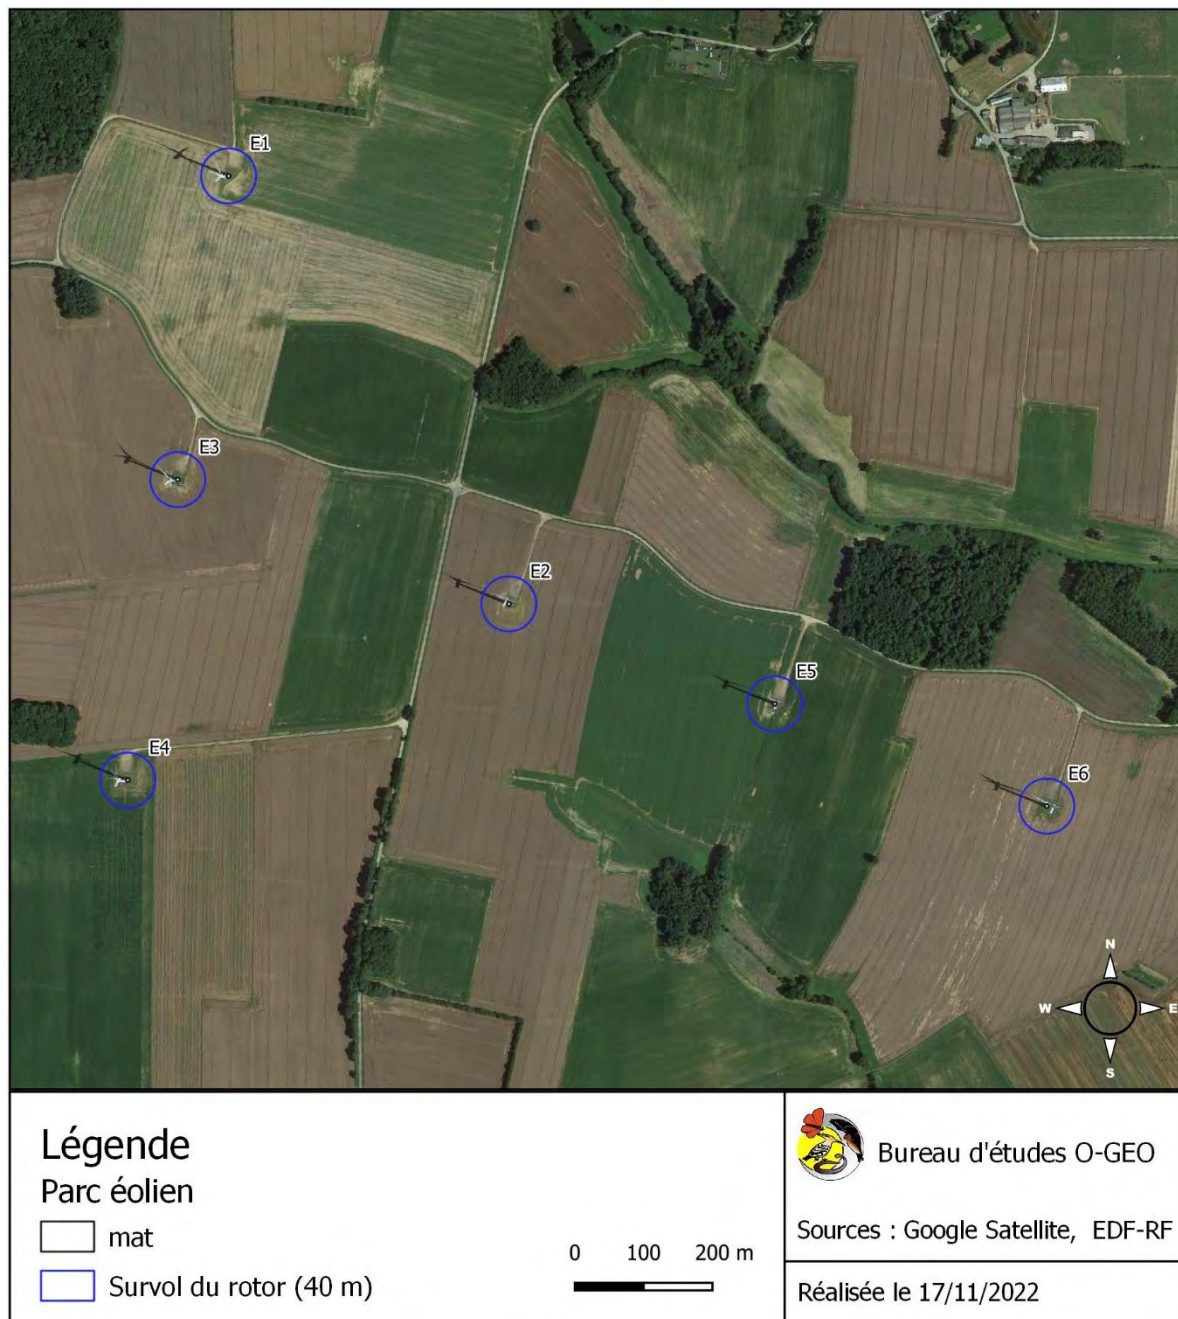 E1
E3
E2
E5
E4
E6
N
W E
S
Légende
Parc éolien
mat
Survol du rotor (40 m)
0 100 200 m
Bureau d'études O-GEO
Sources : Google Satellite, EDF-RF
Réalisée le 17/11/2022